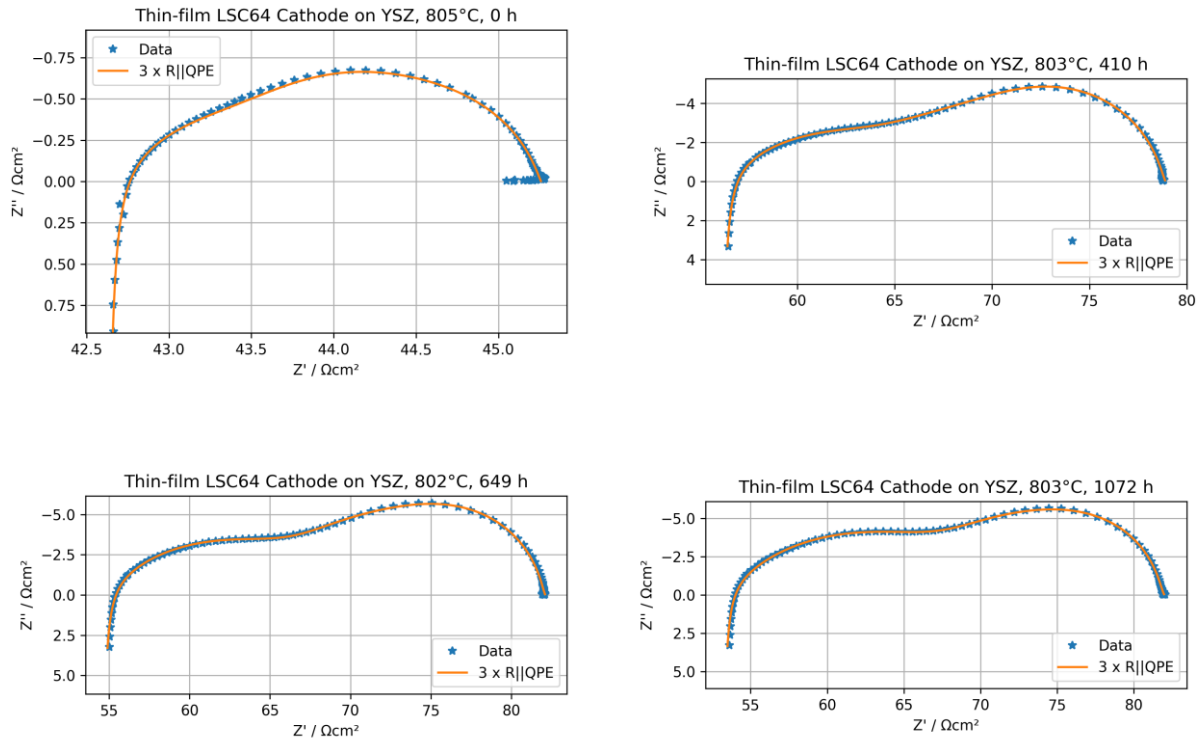 Thin-film LSC64 Cathode on YSZ, 805°C, 0 h
Z'' / Ωcm²
−0.75
−0.50
−0.25
0.00
0.25
0.50
0.75
Data
3 x R||QPE
42.5 43.0 43.5 44.0 44.5 45.0
Z' / Ωcm²
Thin-film LSC64 Cathode on YSZ, 803°C, 410 h
Z'' / Ωcm²
−4
−2
0
2
4
Data
3 x R||QPE
60 65 70 75 80
Z' / Ωcm²
Thin-film LSC64 Cathode on YSZ, 802°C, 649 h
Z'' / Ωcm²
−5.0
−2.5
0.0
2.5
5.0
Data
3 x R||QPE
55 60 65 70 75 80
Z' / Ωcm²
Thin-film LSC64 Cathode on YSZ, 803°C, 1072 h
Z'' / Ωcm²
−5.0
−2.5
0.0
2.5
5.0
Data
3 x R||QPE
55 60 65 70 75 80
Z' / Ωcm²